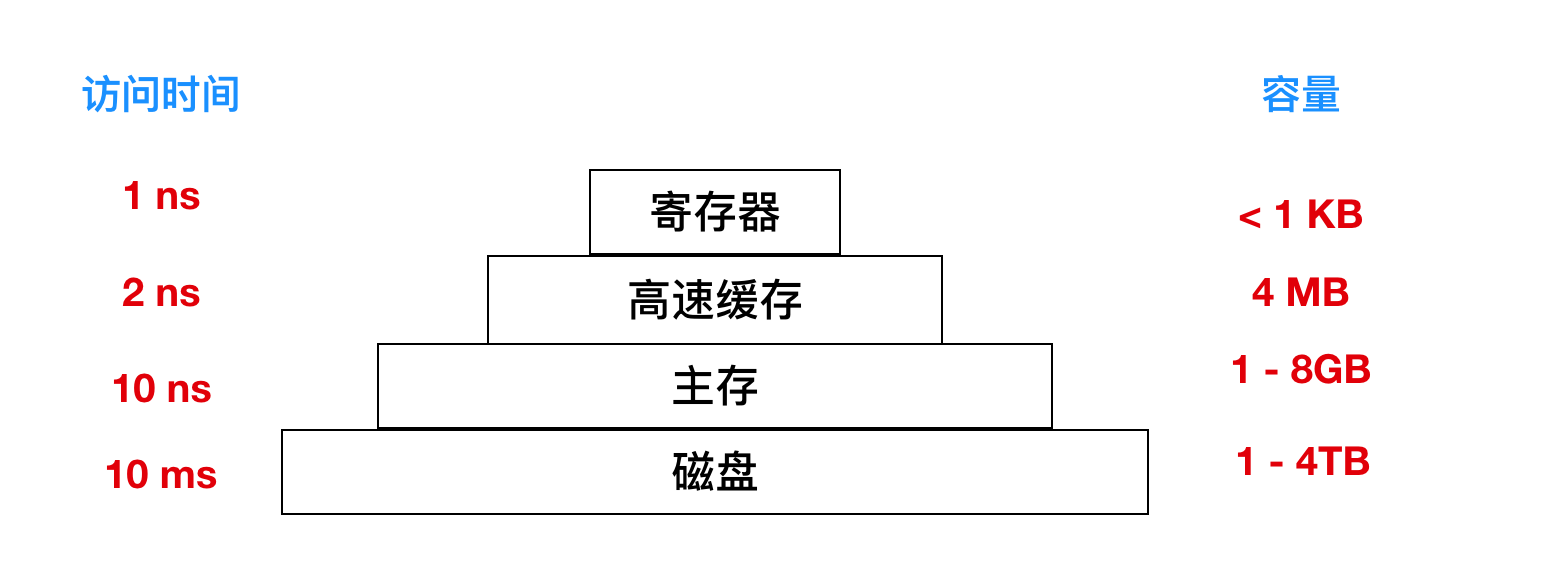 访问时间
容量
1 ns
寄存器
< 1 KB
2 ns
高速缓存
4 MB
10 ns
主存
1 - 8GB
10 ms
磁盘
1 - 4TB